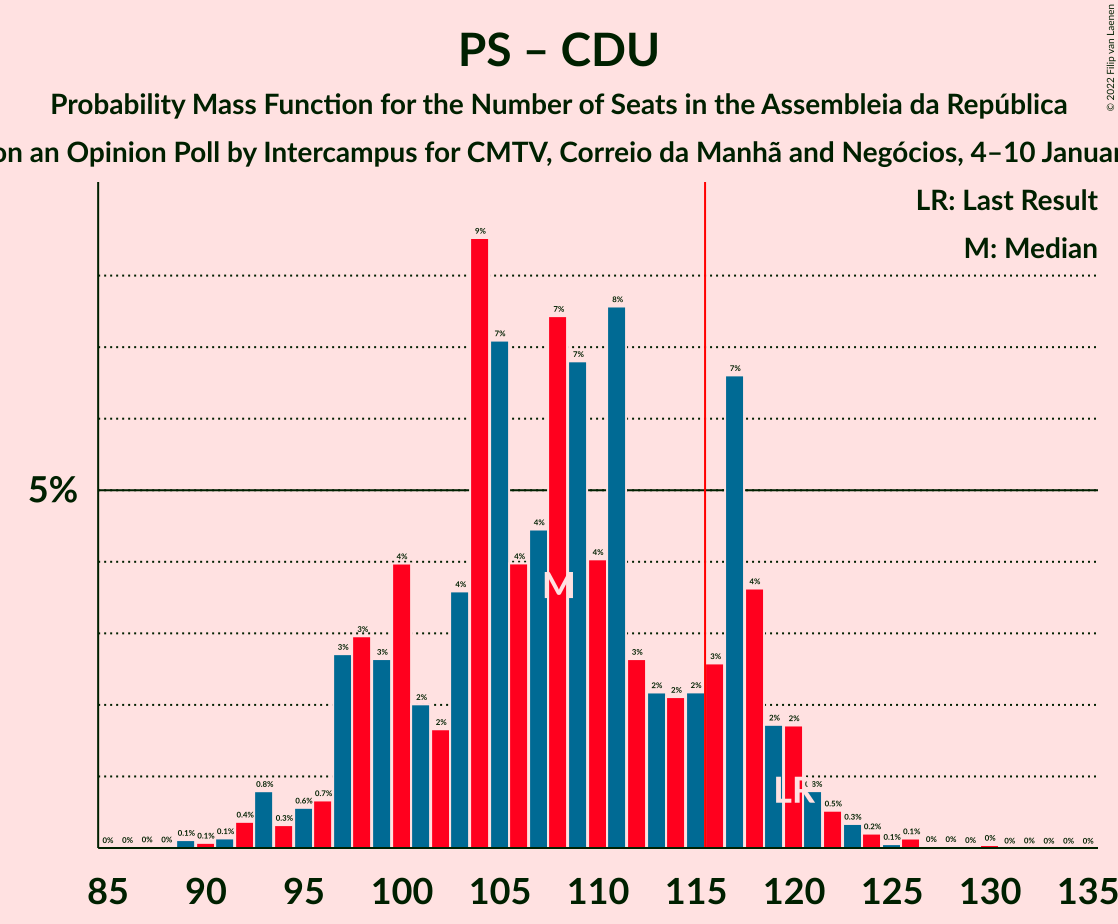 PS – CDU
Probability Mass Function for the Number of Seats in the Assembleia da República
on an Opinion Poll by Intercampus for CMTV, Correio da Manhã and Negócios, 4–10 Januar
© 2022 Filip van Laenen
LR: Last Result
M: Median
5%
0% 0% 0% 0% 0.1% 0.1% 0.1% 0.4% 0.8% 0.3% 0.6% 0.7% 3% 3% 3% 4% 2% 2% 4% 9% 7% 4% 4% 7% 7% 4% 8% 3% 2% 2% 2% 3% 7% 4% 2% 2% 0.8% 0.5% 0.3% 0.2% 0.1% 0.1% 0% 0% 0% 0% 0% 0% 0% 0% 0%
M
LR
85 90 95 100 105 110 115 120 125 130 135